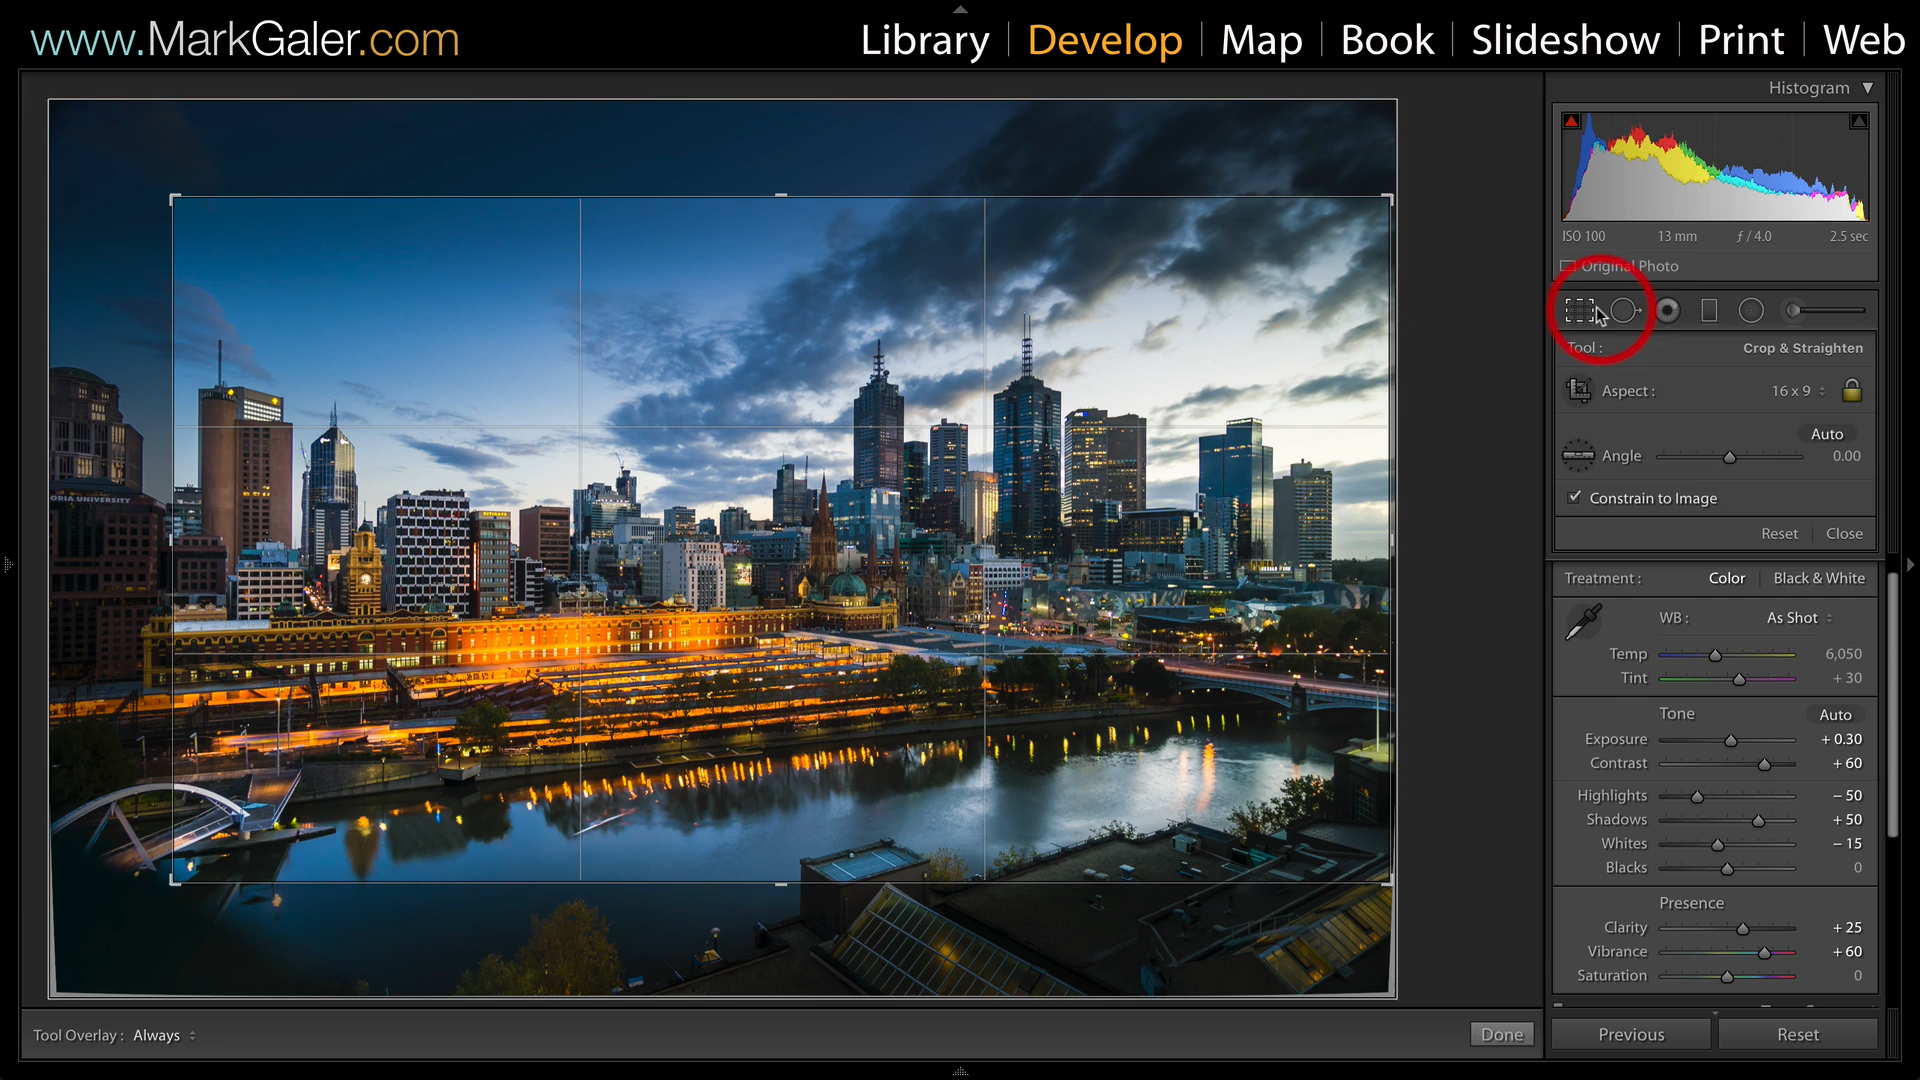 www.MarkGaler.com
Library Develop Map Book Slideshow Print Web
Histogram
ISO 100 13 mm ƒ / 4.0 2.5 sec
Original Photo
Tool : Crop & Straighten
Aspect : 16 x 9
Auto
Angle 0.00
Constrain to Image
Reset Close
Treatment : Color Black & White
WB : As Shot
Temp 6,050
Tint + 30
Tone Auto
Exposure + 0.30
Contrast + 60
Highlights – 50
Shadows + 50
Whites – 15
Blacks 0
Presence
Clarity + 25
Vibrance + 60
Saturation 0
ORIA UNIVERSITY
Tool Overlay : Always
Done
Previous Reset